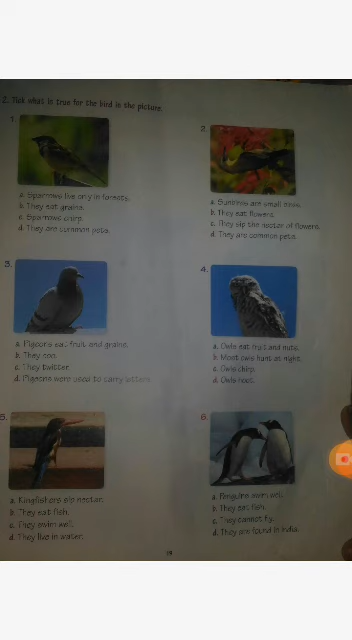 2. Tick what is true for the bird in the picture.
1.
a. Sparrows live only in forests.
b. They eat grains.
c. Sparrows chirp.
d. They are common pets.
2.
a. Sunbirds are small birds.
b. They eat flowers.
c. They sip the nectar of flowers.
d. They are common pets.
3.
a. Pigeons eat fruit and grains.
b. They coo.
c. They twitter.
d. Pigeons were used to carry letters.
4.
a. Owls eat fruit and nuts.
b. Most owls hunt at night.
c. Owls chirp.
d. Owls hoot.
5.
a. Kingfishers sip nectar.
b. They eat fish.
c. They swim well.
d. They live in water.
6.
a. Penguins swim well.
b. They eat fish.
c. They cannot fly.
d. They are found in India.